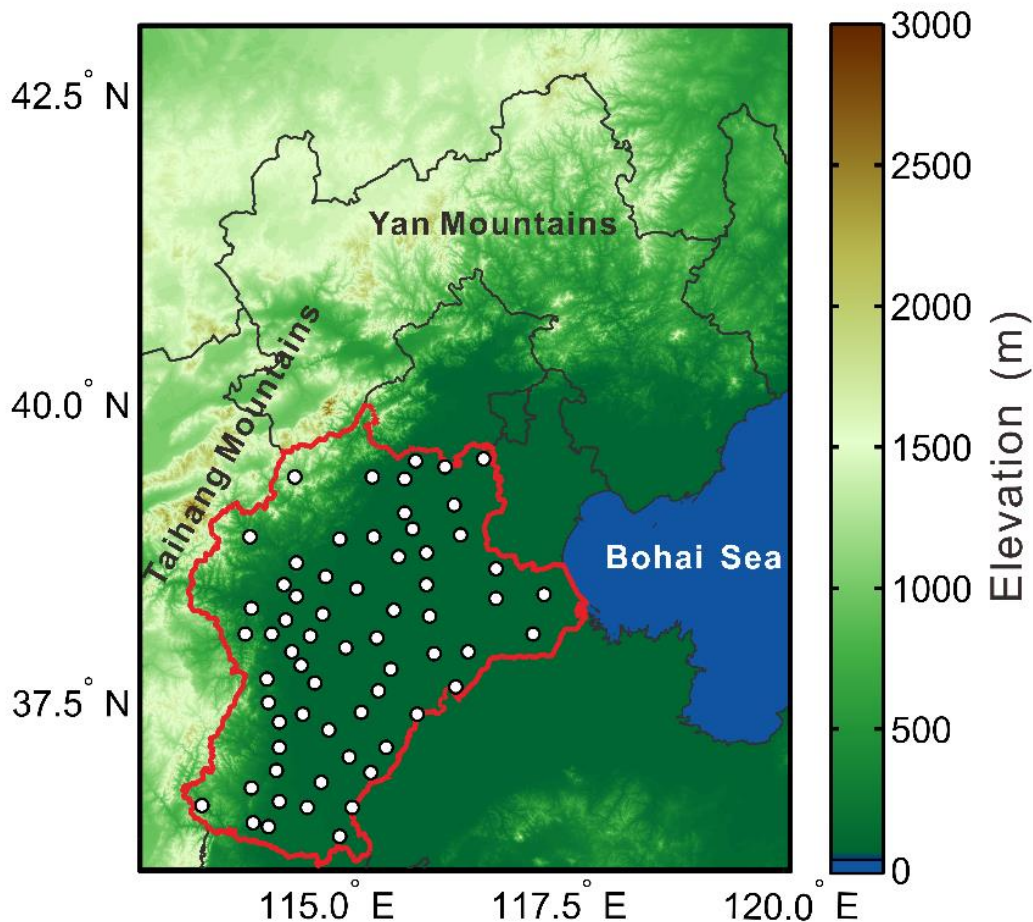 42.5° N
40.0° N
37.5° N
115.0° E
117.5° E
120.0° E
Yan Mountains
Taihang Mountains
Bohai Sea
3000
2500
2000
1500
1000
500
0
Elevation (m)